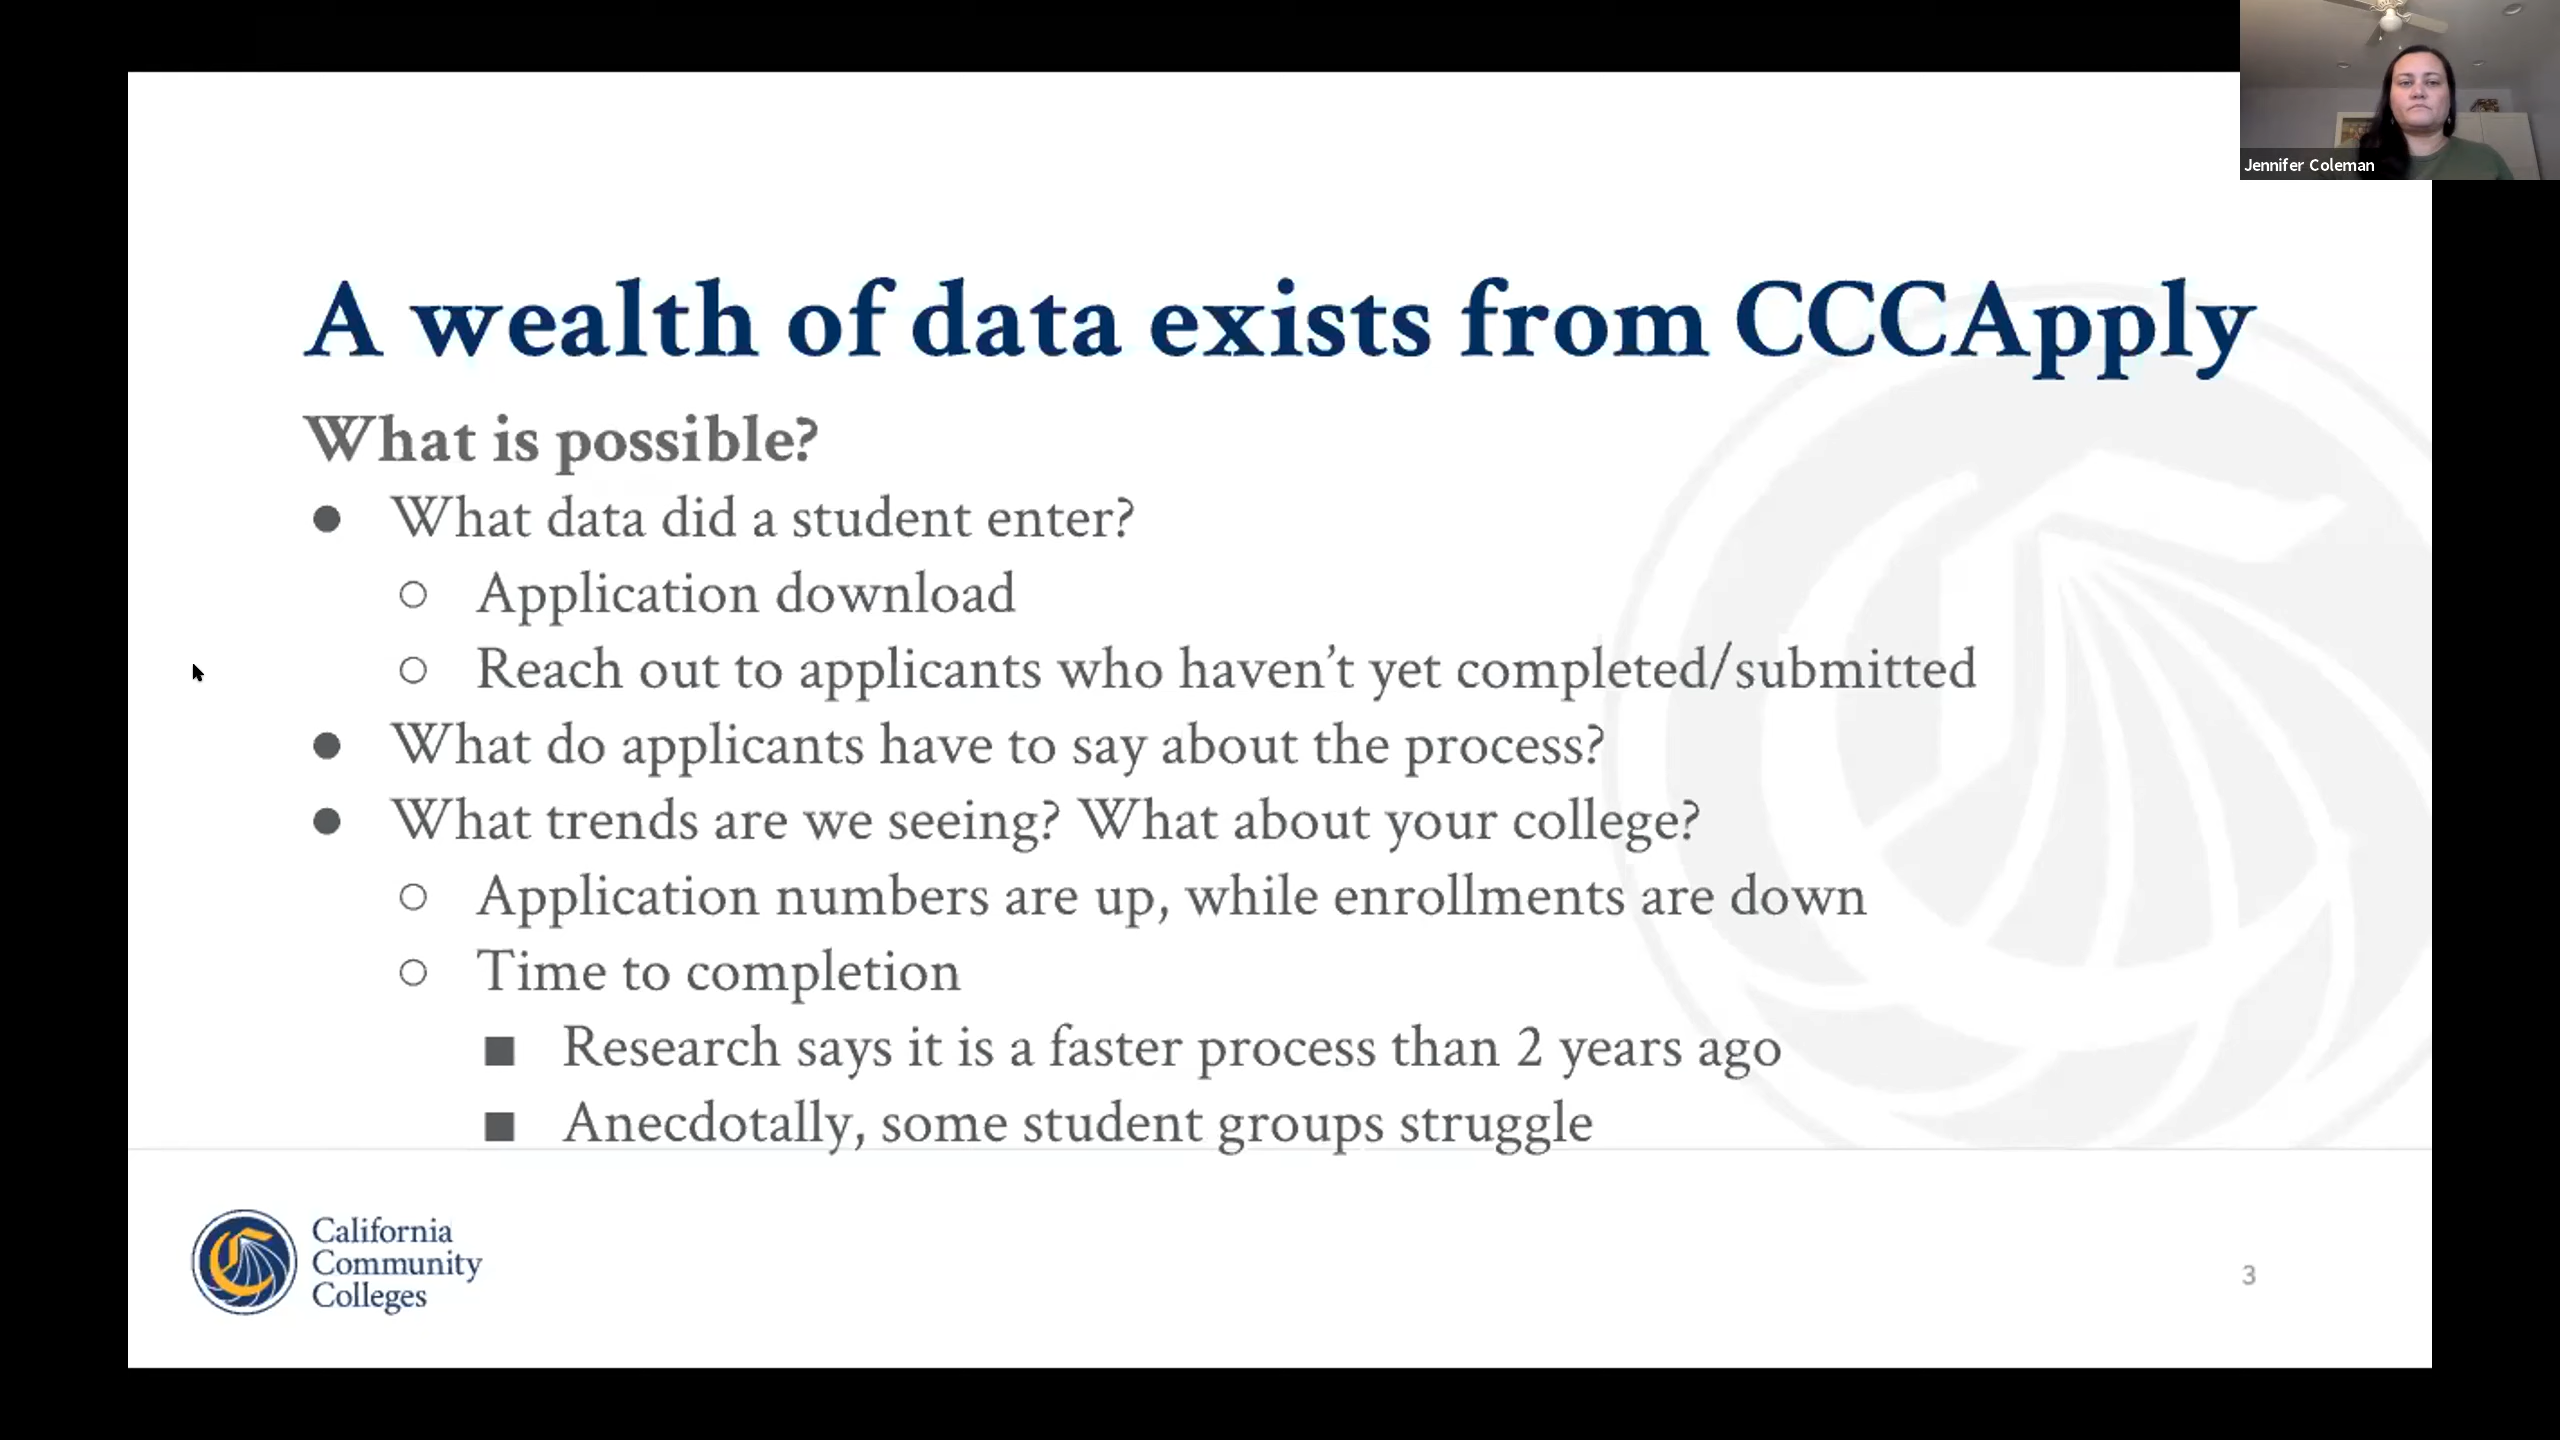 Jennifer Coleman
A wealth of data exists from CCCApply
What is possible?
● What data did a student enter?
○ Application download
○ Reach out to applicants who haven’t yet completed/submitted
● What do applicants have to say about the process?
● What trends are we seeing? What about your college?
○ Application numbers are up, while enrollments are down
○ Time to completion
■ Research says it is a faster process than 2 years ago
■ Anecdotally, some student groups struggle
California
Community
Colleges
3